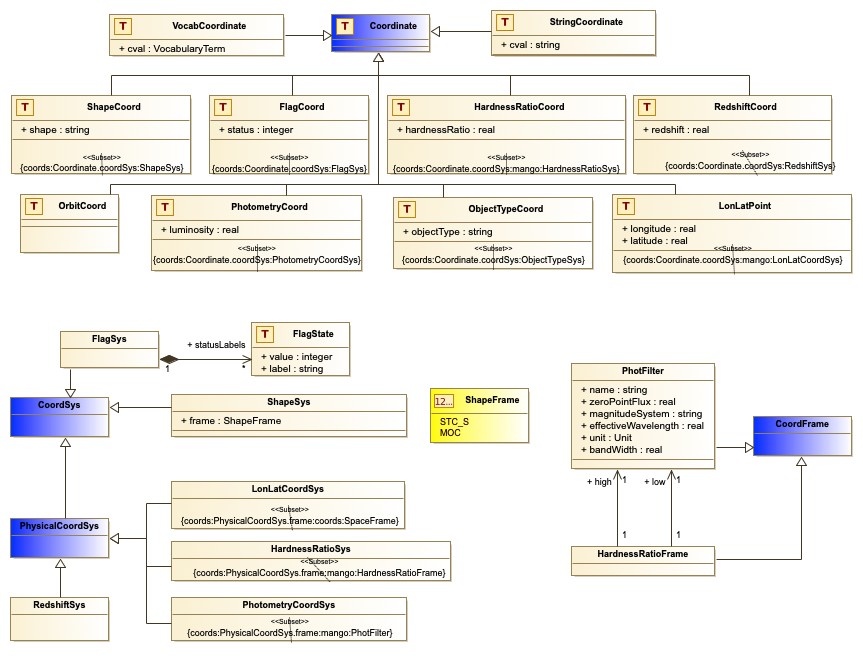 T VocabCoordinate
+ cval : VocabularyTerm
T Coordinate
T StringCoordinate
+ cval : string
T ShapeCoord
+ shape : string
<<Subset>>
{coords:Coordinate.coordSys:ShapeSys}
T FlagCoord
+ status : integer
<<Subset>>
{coords:Coordinate.coordSys:FlagSys}
T HardnessRatioCoord
+ hardnessRatio : real
<<Subset>>
{coords:Coordinate.coordSys:mango:HardnessRatioSys}
T RedshiftCoord
+ redshift : real
<<Subset>>
{coords:Coordinate.coordSys:RedshiftSys}
T OrbitCoord
T PhotometryCoord
+ luminosity : real
<<Subset>>
{coords:Coordinate.coordSys:PhotometryCoordSys}
T ObjectTypeCoord
+ objectType : string
<<Subset>>
{coords:Coordinate.coordSys:ObjectTypeSys}
T LonLatPoint
+ longitude : real
+ latitude : real
<<Subset>>
{coords:Coordinate.coordSys:mango:LonLatCoordSys}
FlagSys
+ statusLabels
1
*
T FlagState
+ value : integer
+ label : string
CoordSys
ShapeSys
+ frame : ShapeFrame
12... ShapeFrame
STC_S
MOC
PhotFilter
+ name : string
+ zeroPointFlux : real
+ magnitudeSystem : string
+ effectiveWavelength : real
+ unit : Unit
+ bandWidth : real
CoordFrame
+ high 1
+ low 1
1
1
HardnessRatioFrame
LonLatCoordSys
<<Subset>>
{coords:PhysicalCoordSys.frame:coords:SpaceFrame}
PhysicalCoordSys
HardnessRatioSys
<<Subset>>
{coords:PhysicalCoordSys.frame:mango:HardnessRatioFrame}
RedshiftSys
PhotometryCoordSys
<<Subset>>
{coords:PhysicalCoordSys.frame:mango:PhotFilter}